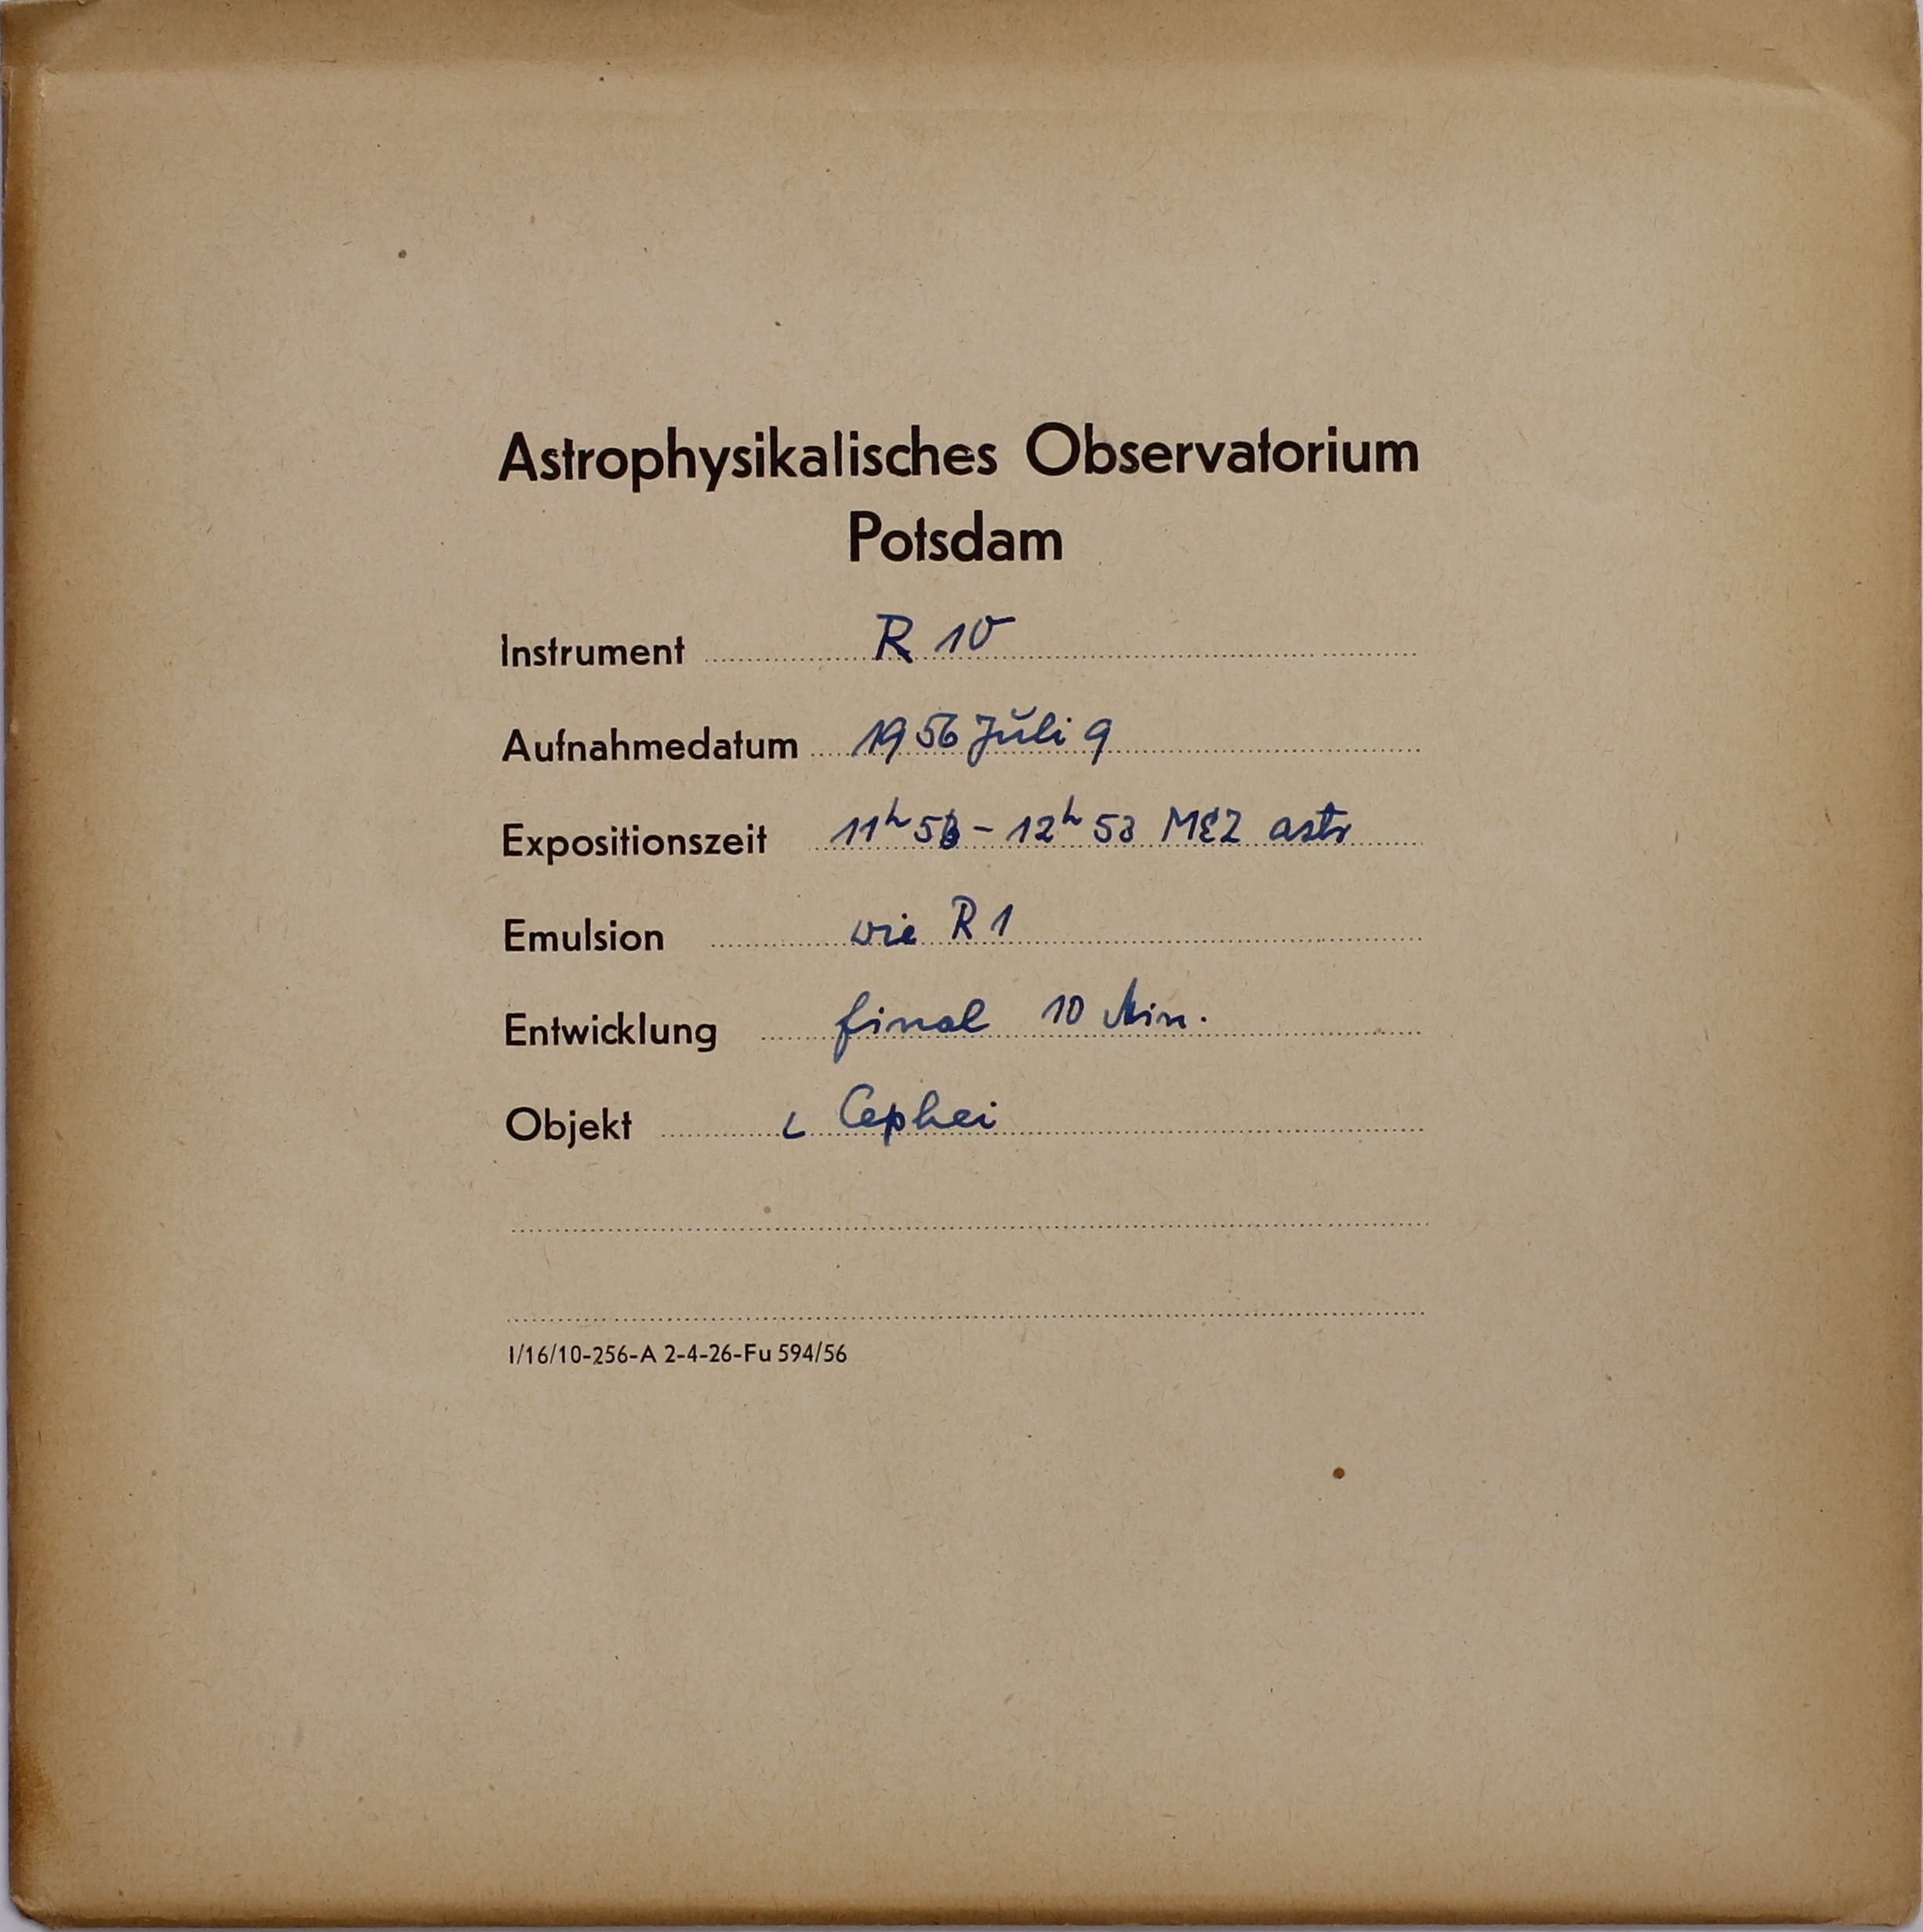 Astrophysikalisches Observatorium
Potsdam
Instrument R 10
Aufnahmedatum 1956 Juli 9
Expositionszeit 11h 53 - 12h 53 MEZ astr
Emulsion wie R 1
Entwicklung final 10 Min.
Objekt ι Cephei
I/16/10-256-A 2-4-26-Fu 594/56